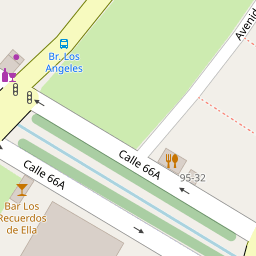 Br. Los
Angeles
Avenid
Calle 66A
95-32
Calle 66A
Bar Los
Recuerdos
de Ella